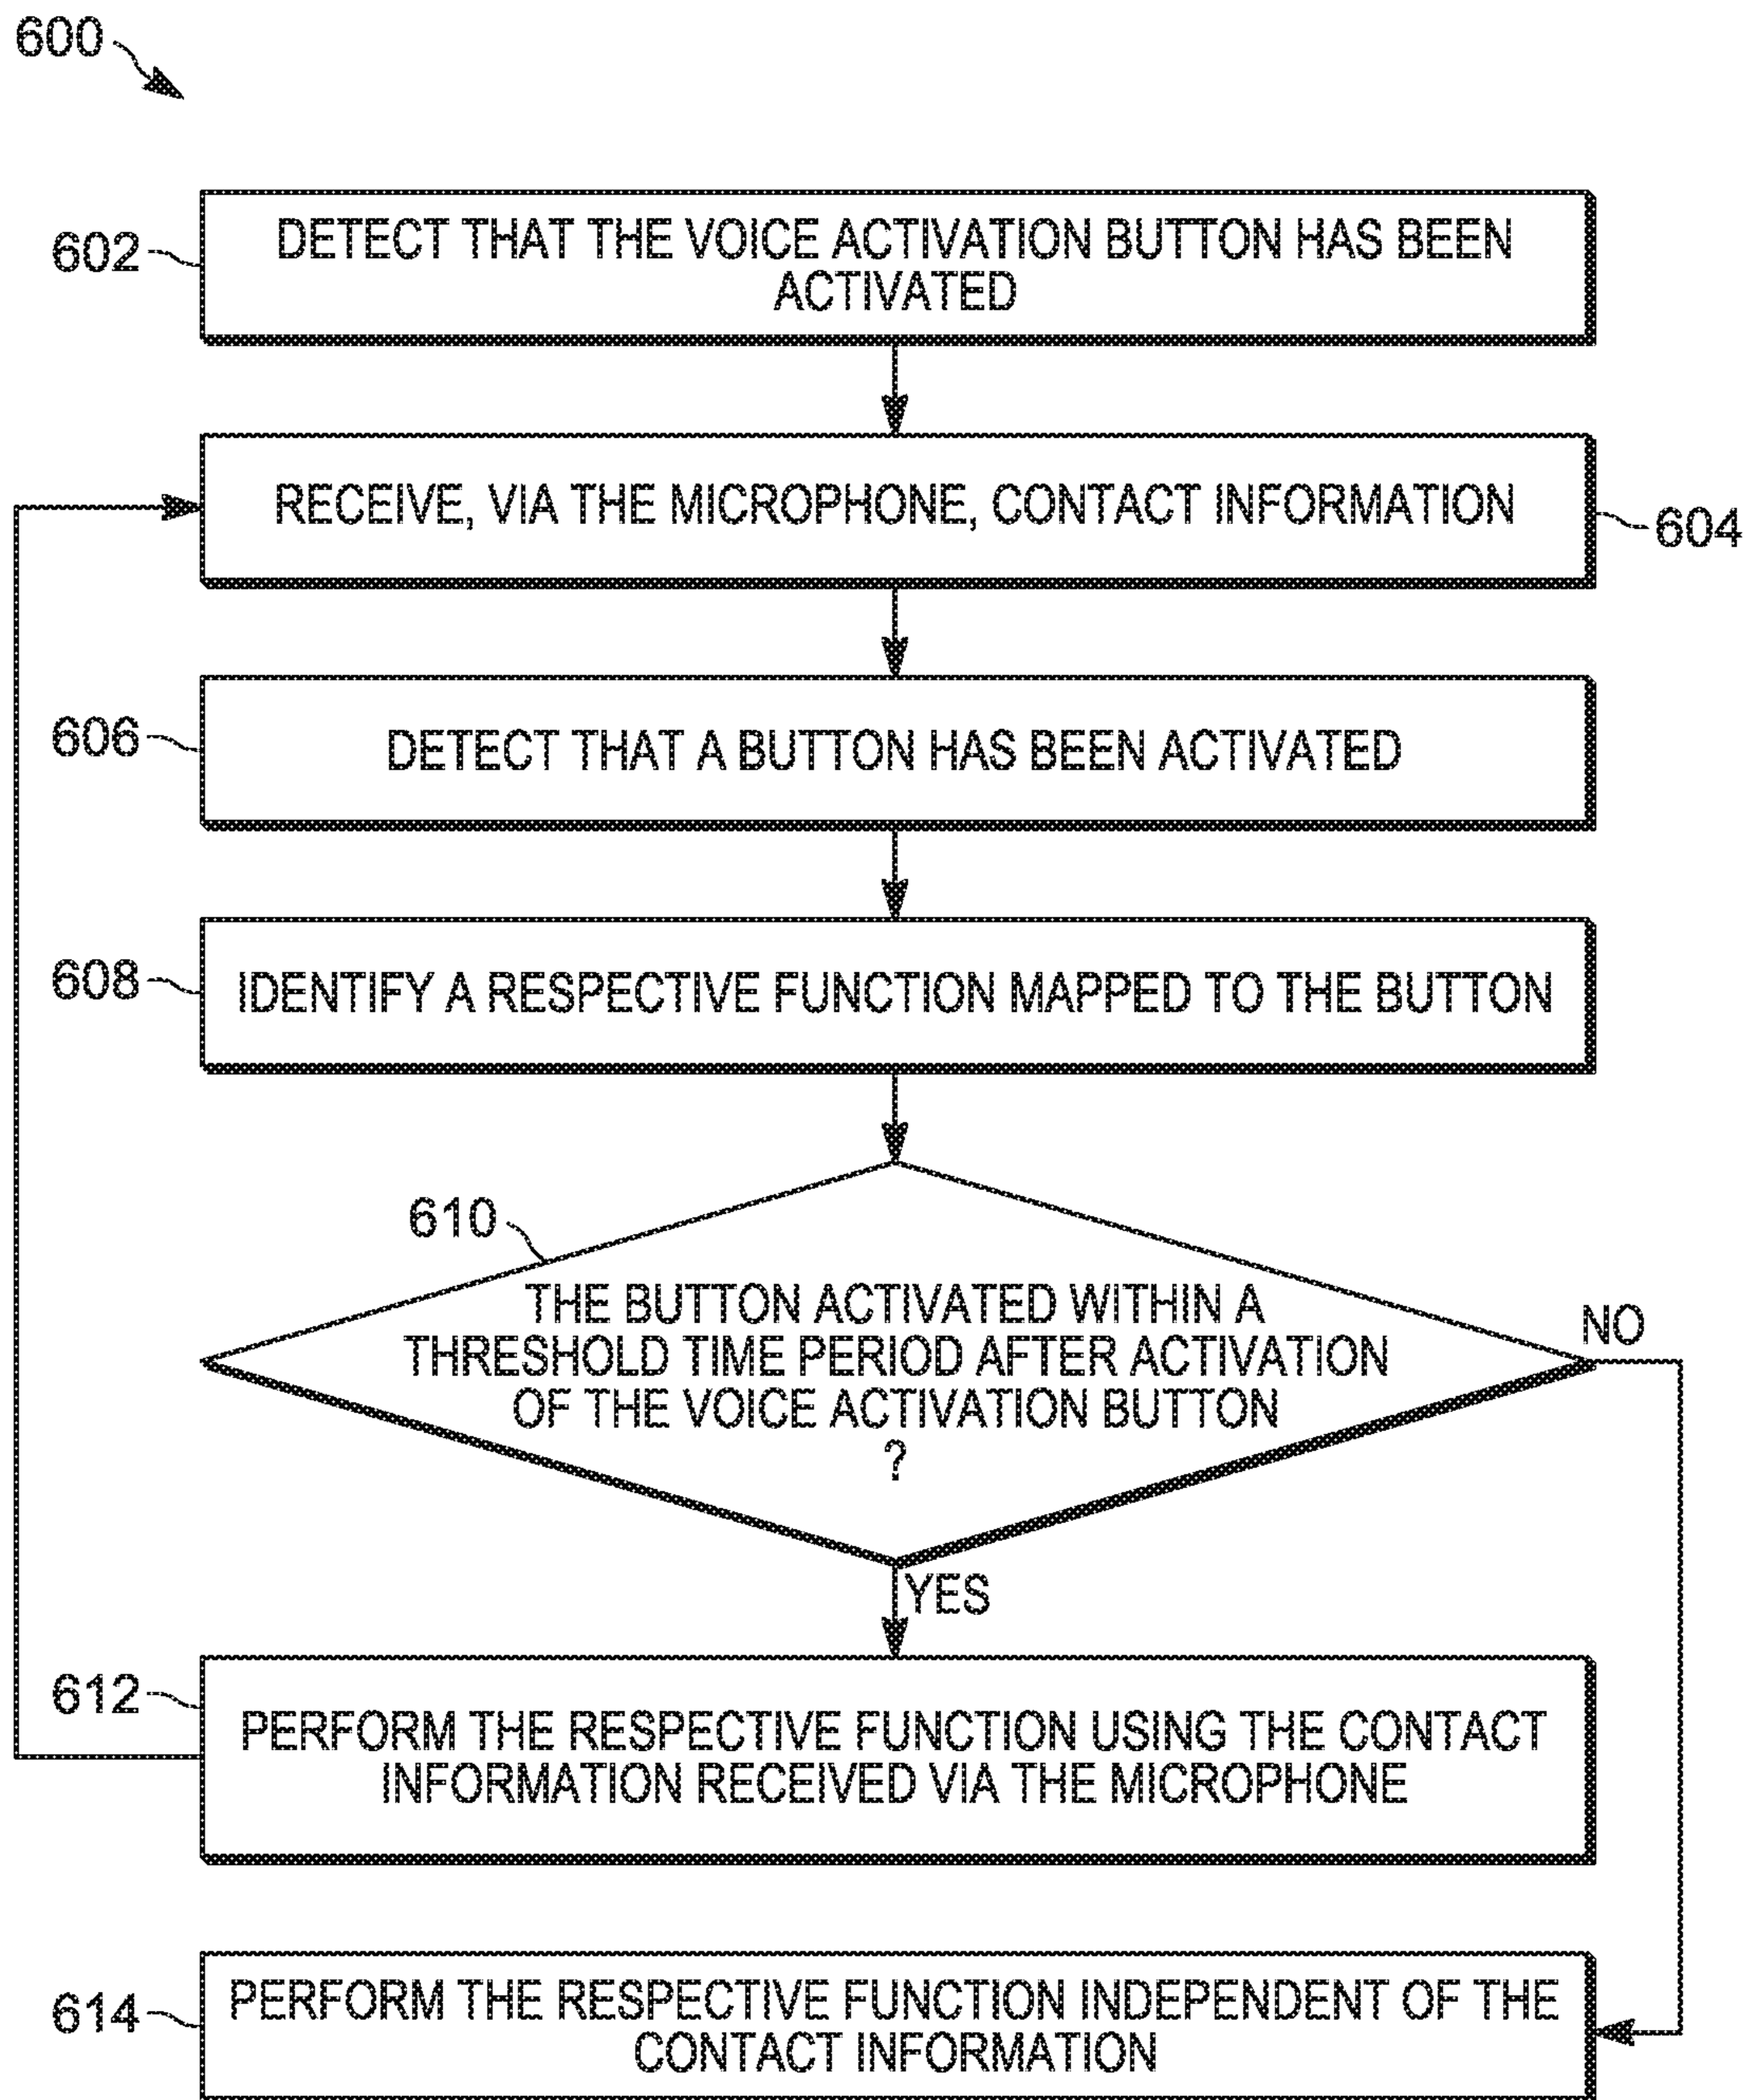 600
602
DETECT THAT THE VOICE ACTIVATION BUTTON HAS BEEN
ACTIVATED
RECEIVE, VIA THE MICROPHONE, CONTACT INFORMATION
604
606
DETECT THAT A BUTTON HAS BEEN ACTIVATED
608
IDENTIFY A RESPECTIVE FUNCTION MAPPED TO THE BUTTON
610
THE BUTTON ACTIVATED WITHIN A
THRESHOLD TIME PERIOD AFTER ACTIVATION
OF THE VOICE ACTIVATION BUTTON
?
NO
YES
612
PERFORM THE RESPECTIVE FUNCTION USING THE CONTACT
INFORMATION RECEIVED VIA THE MICROPHONE
614
PERFORM THE RESPECTIVE FUNCTION INDEPENDENT OF THE
CONTACT INFORMATION